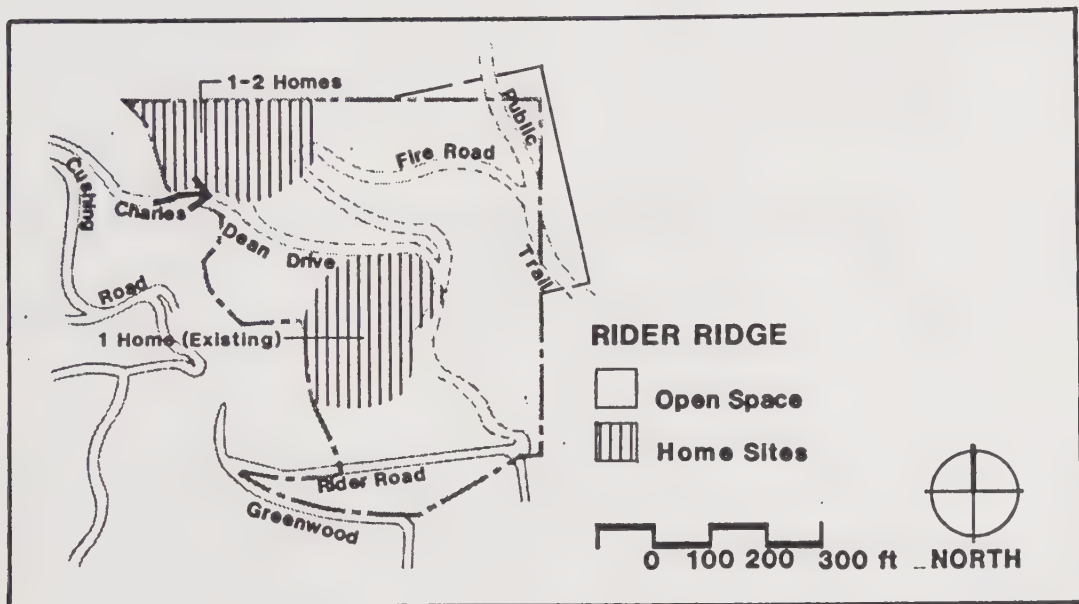 1-2 Homes
Public
Fire Road
Cushing
Charles
Dean Drive
Trail
Road
1 Home (Existing)
RIDER RIDGE
Open Space
Home Sites
Rider Road
Greenwood
0 100 200 300 ft
NORTH